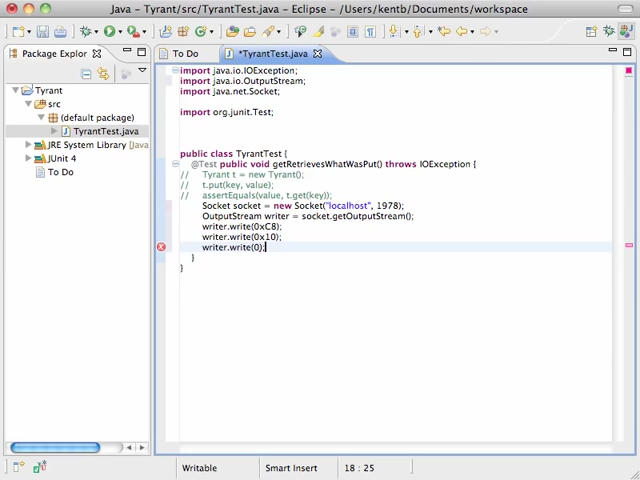 Java - Tyrant/src/TyrantTest.java - Eclipse - /Users/kentb/Documents/workspace
Package Explor
To Do
*TyrantTest.java
Tyrant
src
(default package)
TyrantTest.java
JRE System Library [Java
JUnit 4
To Do
import java.io.IOException;
import java.io.OutputStream;
import java.net.Socket;
import org.junit.Test;
public class TyrantTest {
@Test public void getRetrievesWhatWasPut() throws IOException {
// Tyrant t = new Tyrant();
// t.put(key, value);
// assertEquals(value, t.get(key));
Socket socket = new Socket("localhost", 1978);
OutputStream writer = socket.getOutputStream();
writer.write(0xC8);
writer.write(0x10);
writer.write(0);
}
}
Writable
Smart Insert
18 : 25